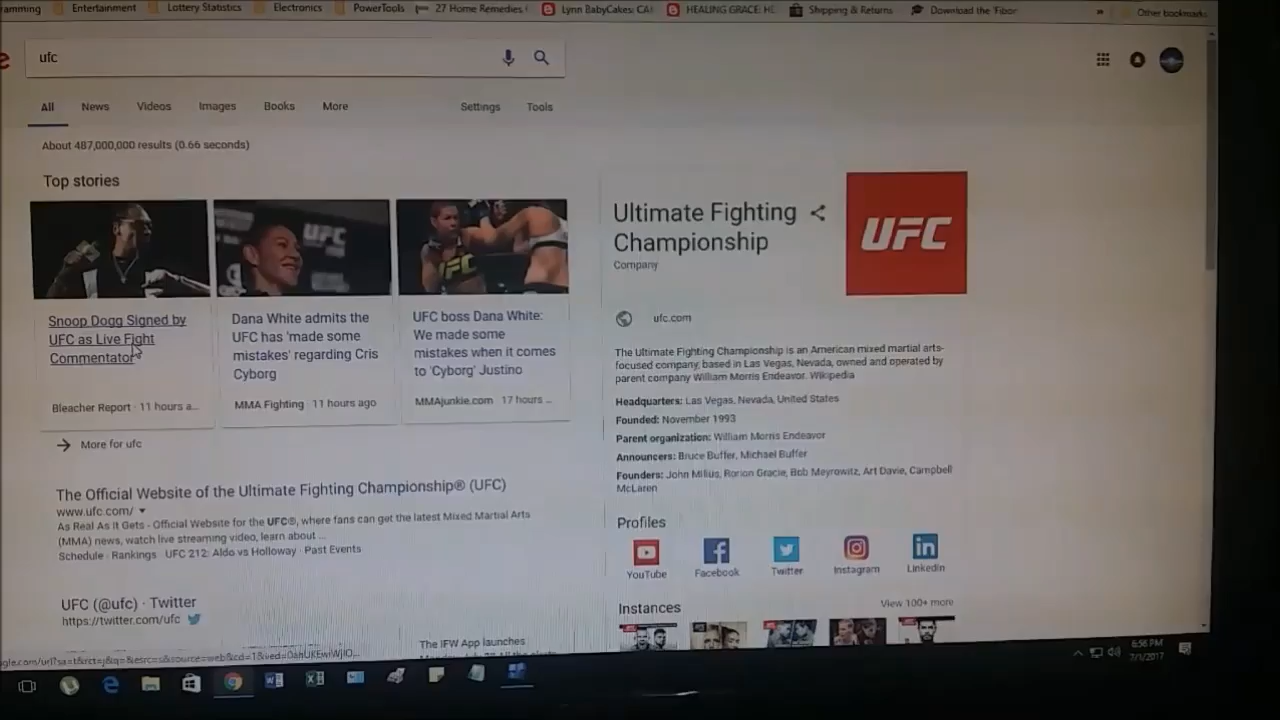 ramming Entertainment Lottery Statistics Electronics PowerTools 27 Home Remedies Lynn BabyCakes: CAK HEALING GRACE: HE Shipping & Returns Download the 'Fibor » Other bookmarks
ufc
All News Videos Images Books More Settings Tools
About 487,000,000 results (0.66 seconds)
Top stories
UFC
Snoop Dogg Signed by
UFC as Live Fight
Commentator
Bleacher Report · 11 hours a...
Dana White admits the
UFC has 'made some
mistakes' regarding Cris
Cyborg
MMA Fighting · 11 hours ago
UFC
UFC boss Dana White:
We made some
mistakes when it comes
to 'Cyborg' Justino
MMAjunkie.com · 17 hours ...
→ More for ufc
The Official Website of the Ultimate Fighting Championship® (UFC)
www.ufc.com/
As Real As It Gets - Official Website for the UFC®, where fans can get the latest Mixed Martial Arts
(MMA) news, watch live streaming video, learn about ...
Schedule · Rankings · UFC 212: Aldo vs Holloway · Past Events
UFC (@ufc) · Twitter
https://twitter.com/ufc
The IFW App launches
Ultimate Fighting
Championship
Company
UFC
ufc.com
The Ultimate Fighting Championship is an American mixed martial arts-
focused company, based in Las Vegas, Nevada, owned and operated by
parent company William Morris Endeavor. Wikipedia
Headquarters: Las Vegas, Nevada, United States
Founded: November 1993
Parent organization: William Morris Endeavor
Announcers: Bruce Buffer, Michael Buffer
Founders: John Milius, Rorion Gracie, Bob Meyrowitz, Art Davie, Campbell
McLaren
Profiles
YouTube Facebook Twitter Instagram LinkedIn
Instances View 100+ more
6:56 PM
7/1/2017